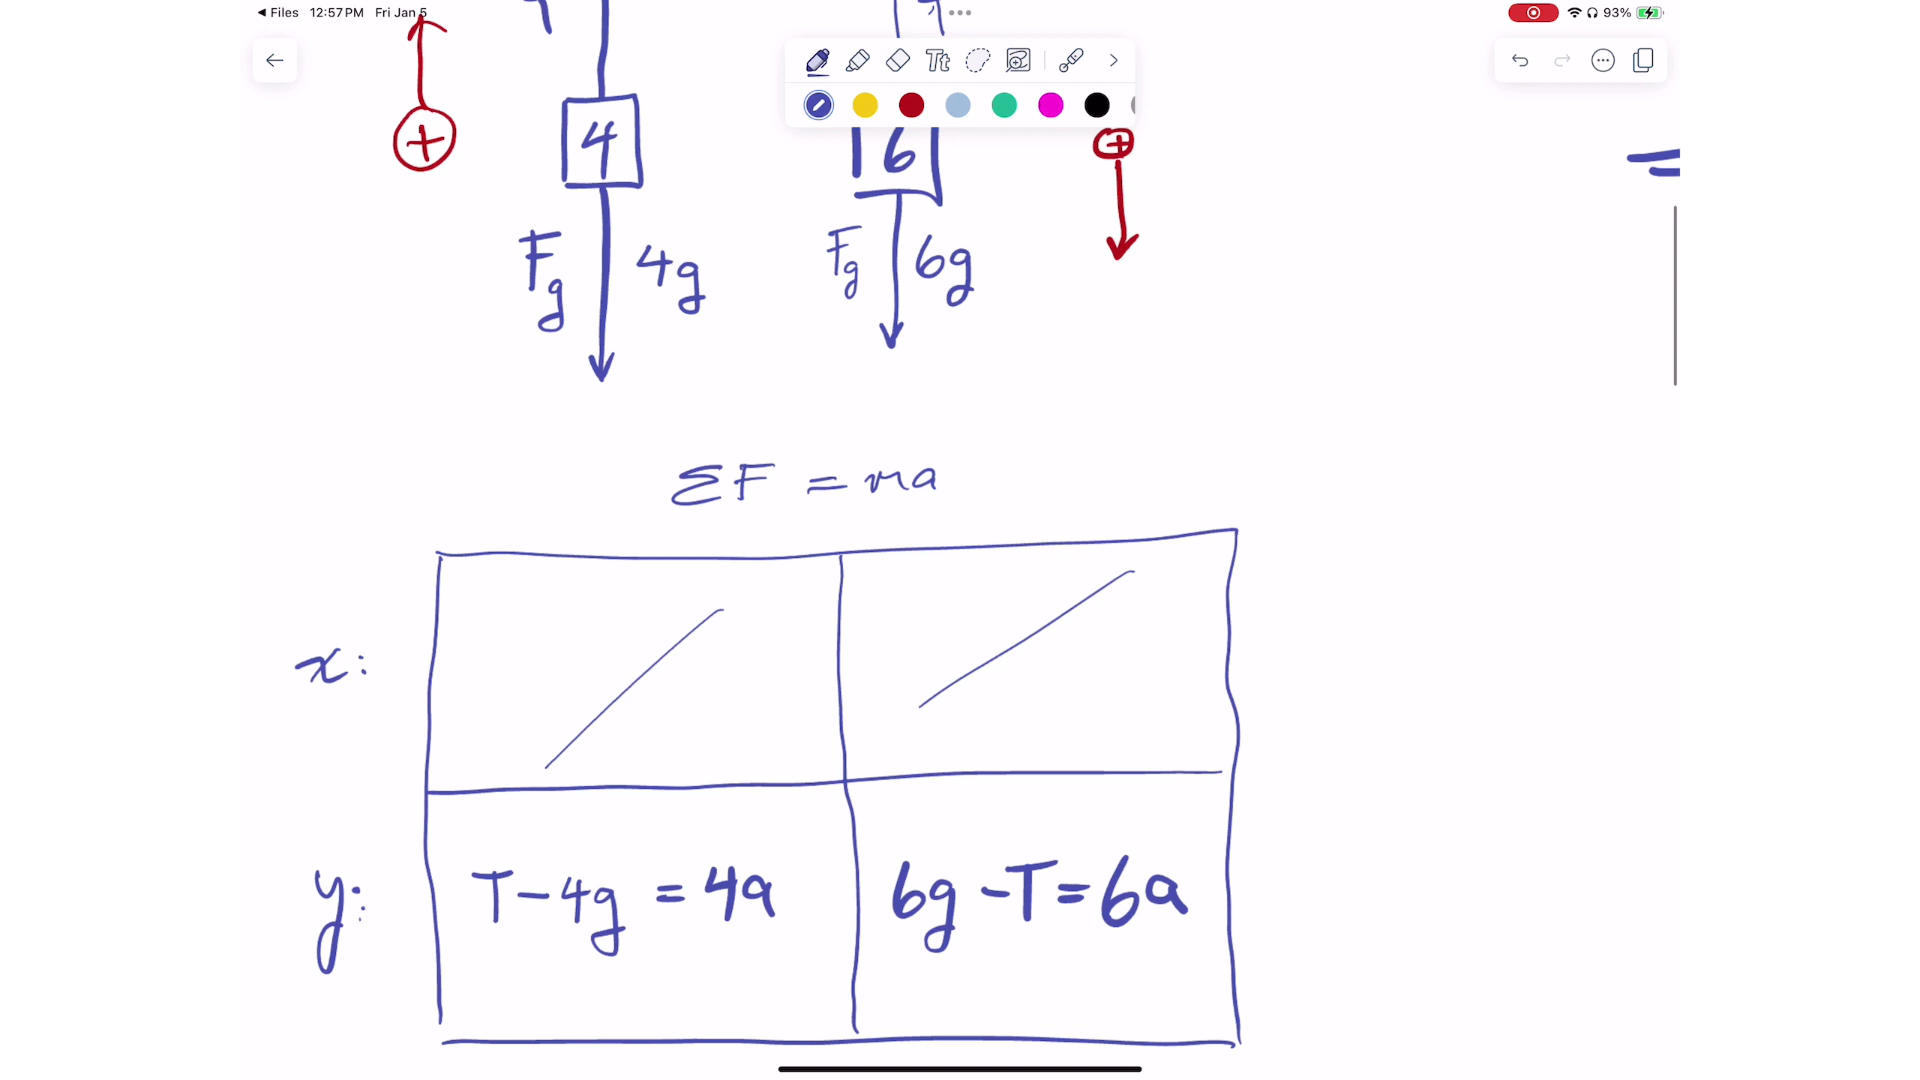 Files 12:57 PM Fri Jan 5
93%
Tt
+
4
6
+
Fg 4g
Fg 6g
ΣF = ma
x:
y:
T - 4g = 4a
6g - T = 6a